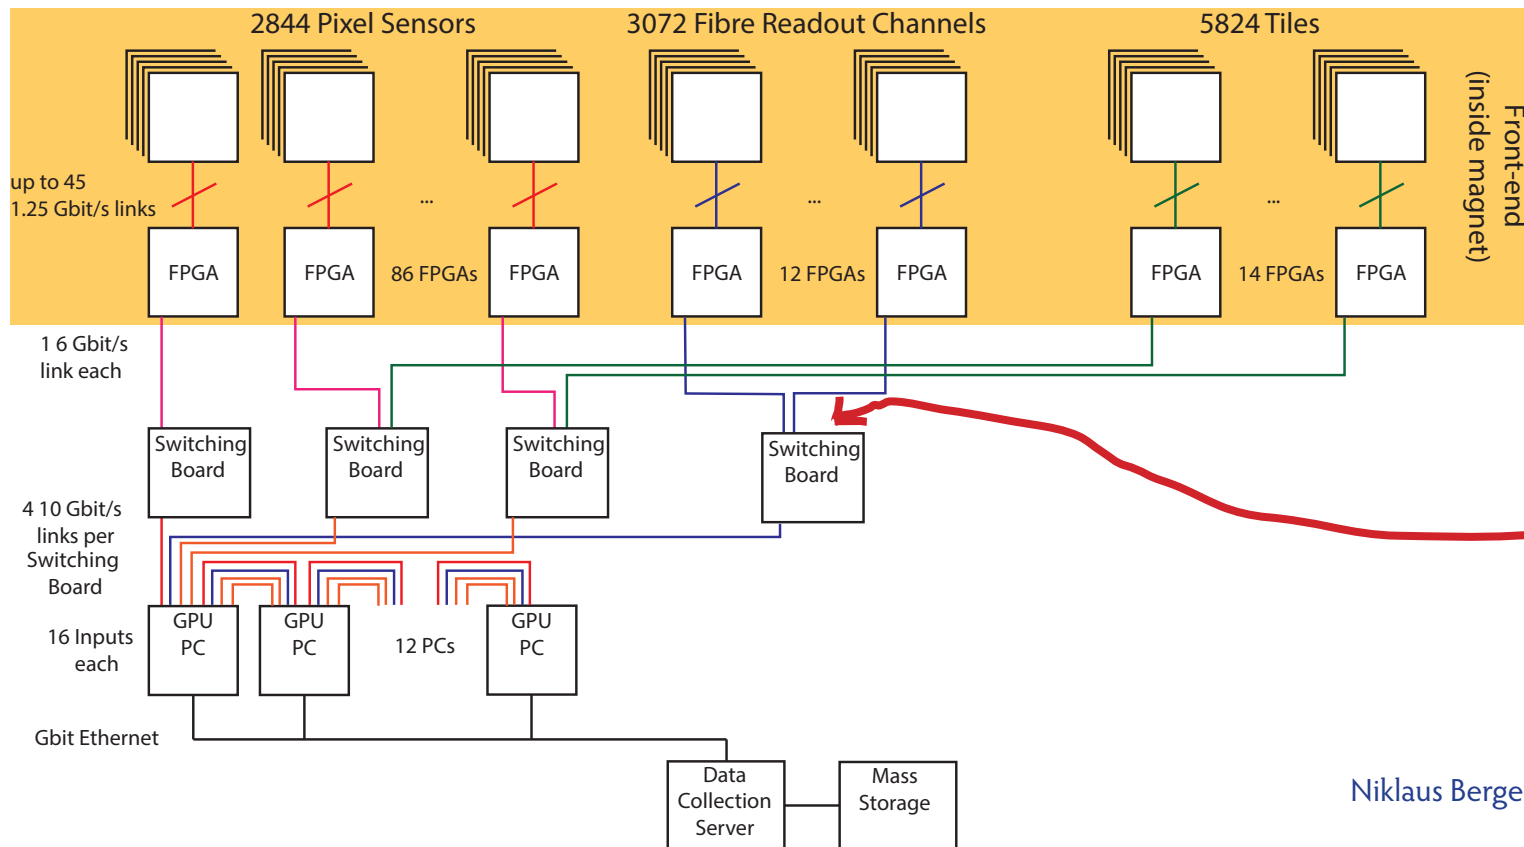 2844 Pixel Sensors
3072 Fibre Readout Channels
5824 Tiles
Front-end
(inside magnet)
up to 45
1.25 Gbit/s links
...
...
...
FPGA
FPGA
86 FPGAs
FPGA
FPGA
12 FPGAs
FPGA
FPGA
14 FPGAs
FPGA
1 6 Gbit/s
link each
Switching
Board
Switching
Board
Switching
Board
Switching
Board
4 10 Gbit/s
links per
Switching
Board
16 Inputs
each
GPU
PC
GPU
PC
12 PCs
GPU
PC
Gbit Ethernet
Data
Collection
Server
Mass
Storage
Niklaus Berge